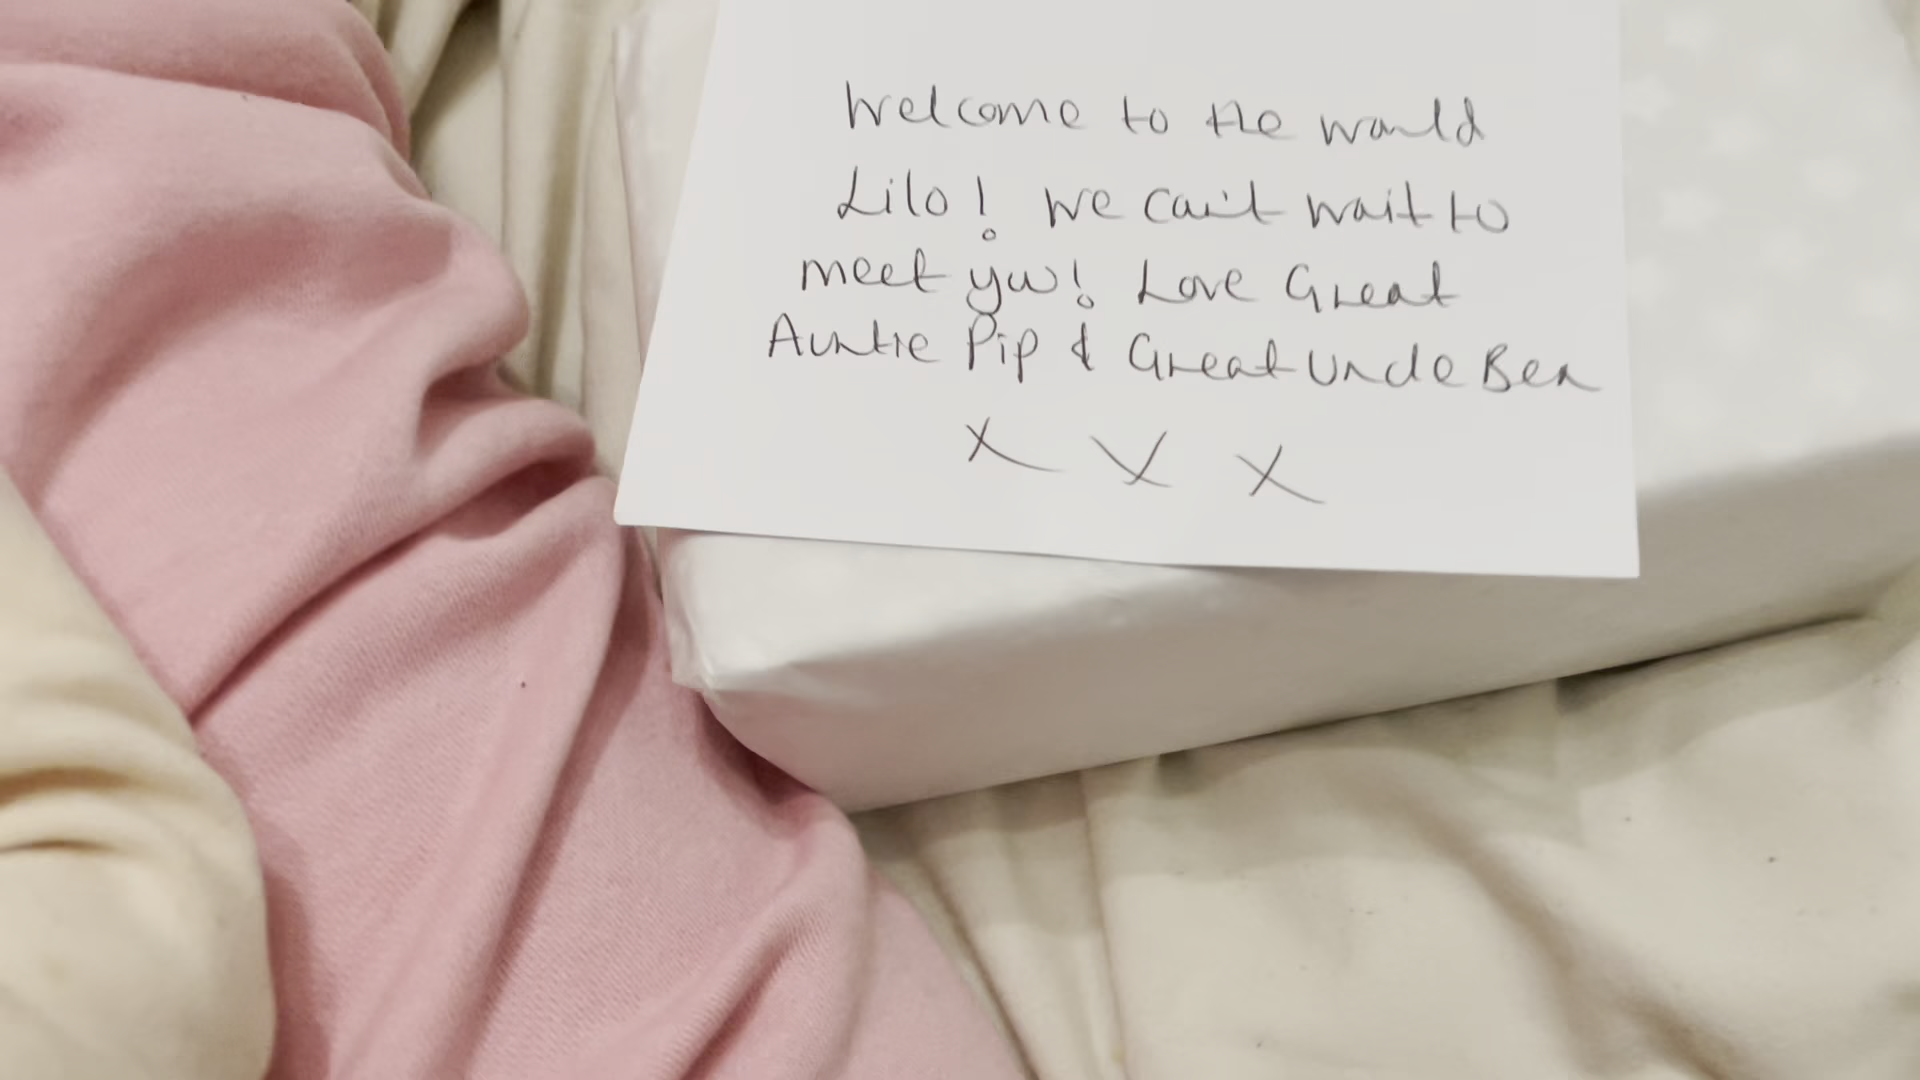 Welcome to the world
Lilo! We can't wait to
meet you! Love Great
Auntie Pip & Great Uncle Ben
x x x